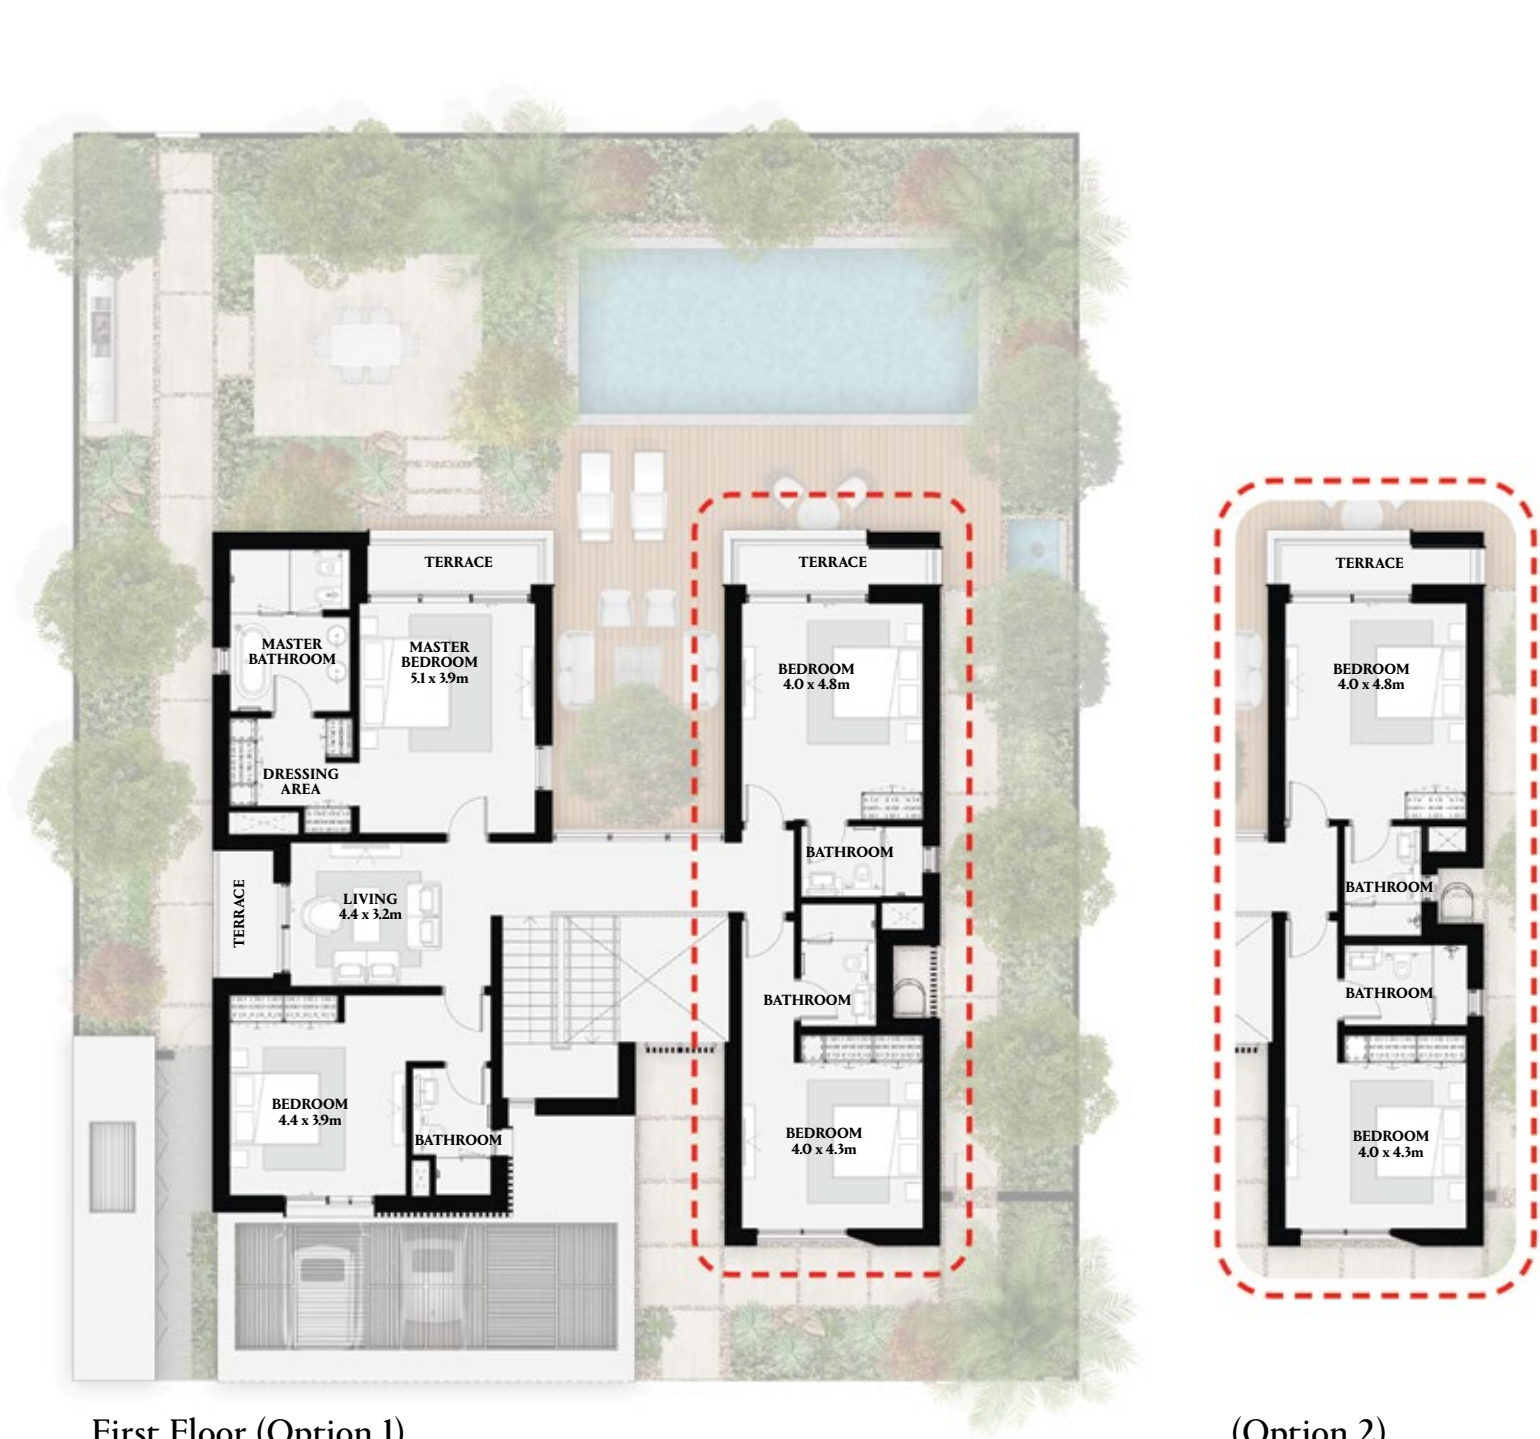 TERRACE
MASTER
BATHROOM
MASTER
BEDROOM
5.1 x 3.9m
DRESSING
AREA
TERRACE
LIVING
4.4 x 3.2m
BEDROOM
4.4 x 3.9m
BATHROOM
TERRACE
BEDROOM
4.0 x 4.8m
BATHROOM
BATHROOM
BEDROOM
4.0 x 4.3m
TERRACE
BEDROOM
4.0 x 4.8m
BATHROOM
BATHROOM
BEDROOM
4.0 x 4.3m
First Floor (Option 1)
(Option 2)